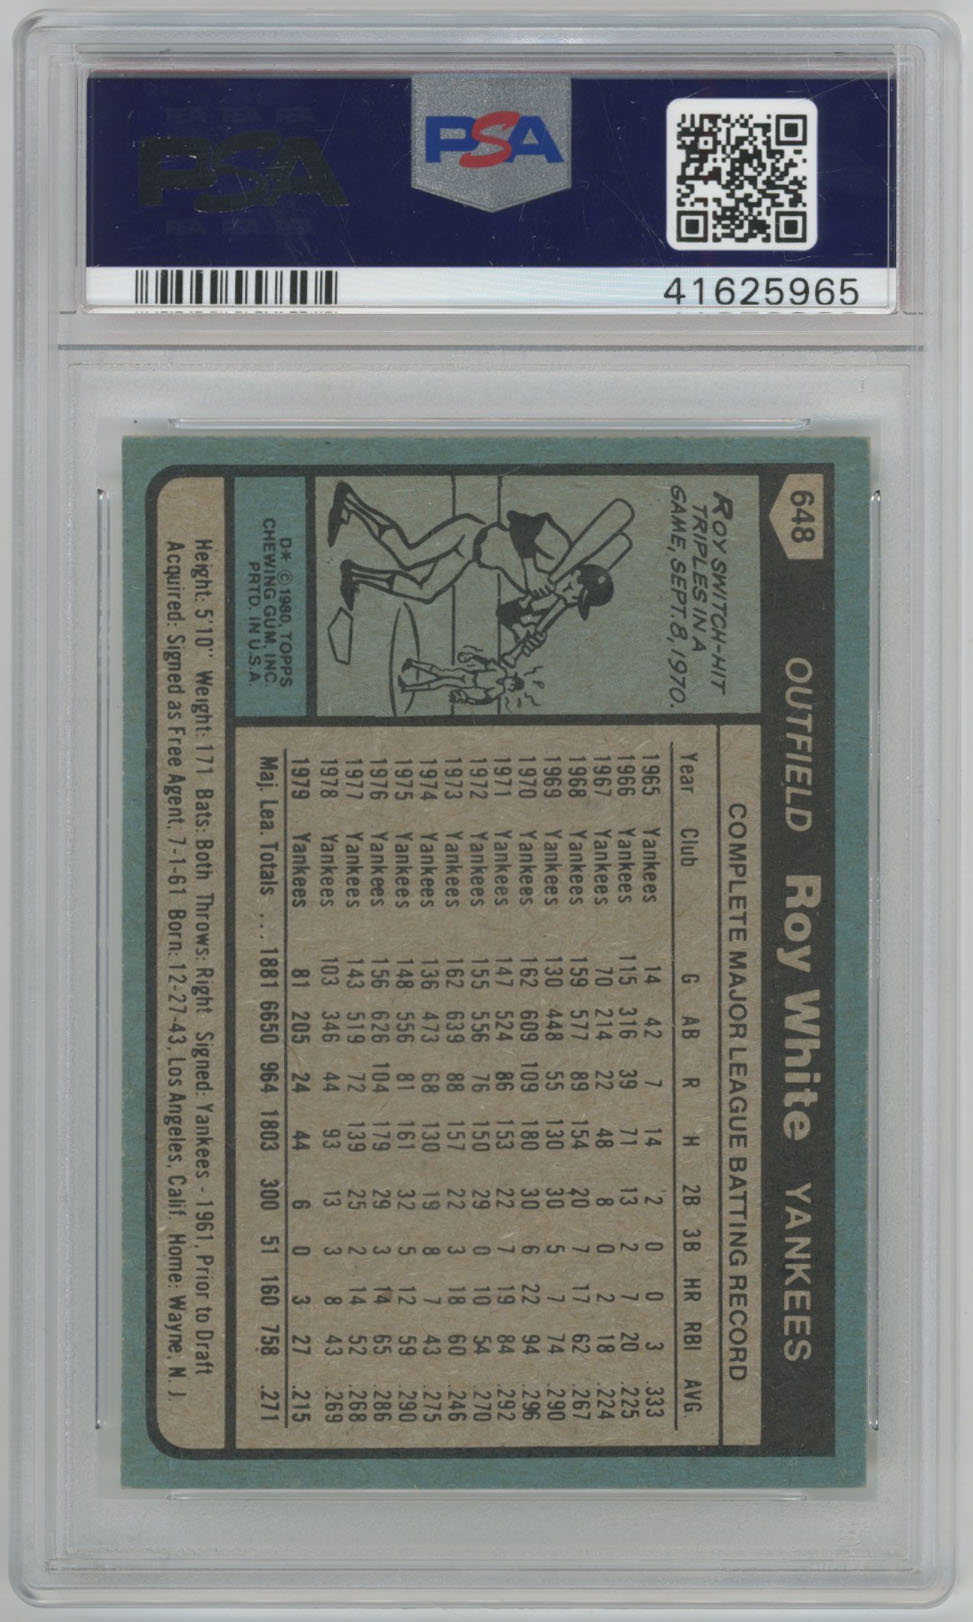 PSA
PSA
41625965
648
OUTFIELD Roy White YANKEES
ROY SWITCH-HIT
TRIPLES IN A
GAME, SEPT. 8, 1970.
D* © 1980, TOPPS
CHEWING GUM, INC.
PRTD. IN U.S.A.
COMPLETE MAJOR LEAGUE BATTING RECORD
Year Club G AB R H 2B 3B HR RBI AVG.
1965 Yankees 14 42 7 14 2 0 0 3 .333
1966 Yankees 115 316 39 71 13 2 7 20 .225
1967 Yankees 70 214 22 48 8 0 2 18 .224
1968 Yankees 159 577 89 154 20 7 17 62 .267
1969 Yankees 130 448 55 130 30 5 7 74 .290
1970 Yankees 162 609 109 180 30 6 22 94 .296
1971 Yankees 147 524 86 153 22 7 19 84 .292
1972 Yankees 155 556 76 150 29 0 10 54 .270
1973 Yankees 162 639 88 157 22 3 18 60 .246
1974 Yankees 136 473 68 130 19 8 7 43 .275
1975 Yankees 148 556 81 161 32 5 12 59 .290
1976 Yankees 156 626 104 179 29 3 14 65 .286
1977 Yankees 143 519 72 139 25 2 14 52 .268
1978 Yankees 103 346 44 93 13 3 8 43 .269
1979 Yankees 81 205 24 44 6 0 3 27 .215
Maj. Lea. Totals . . . 1881 6650 964 1803 300 51 160 758 .271
Height: 5'10" Weight: 171 Bats: Both Throws: Right Signed: Yankees - 1961, Prior to Draft
Acquired: Signed as Free Agent, 7-1-61 Born: 12-27-43, Los Angeles, Calif. Home: Wayne, N.J.